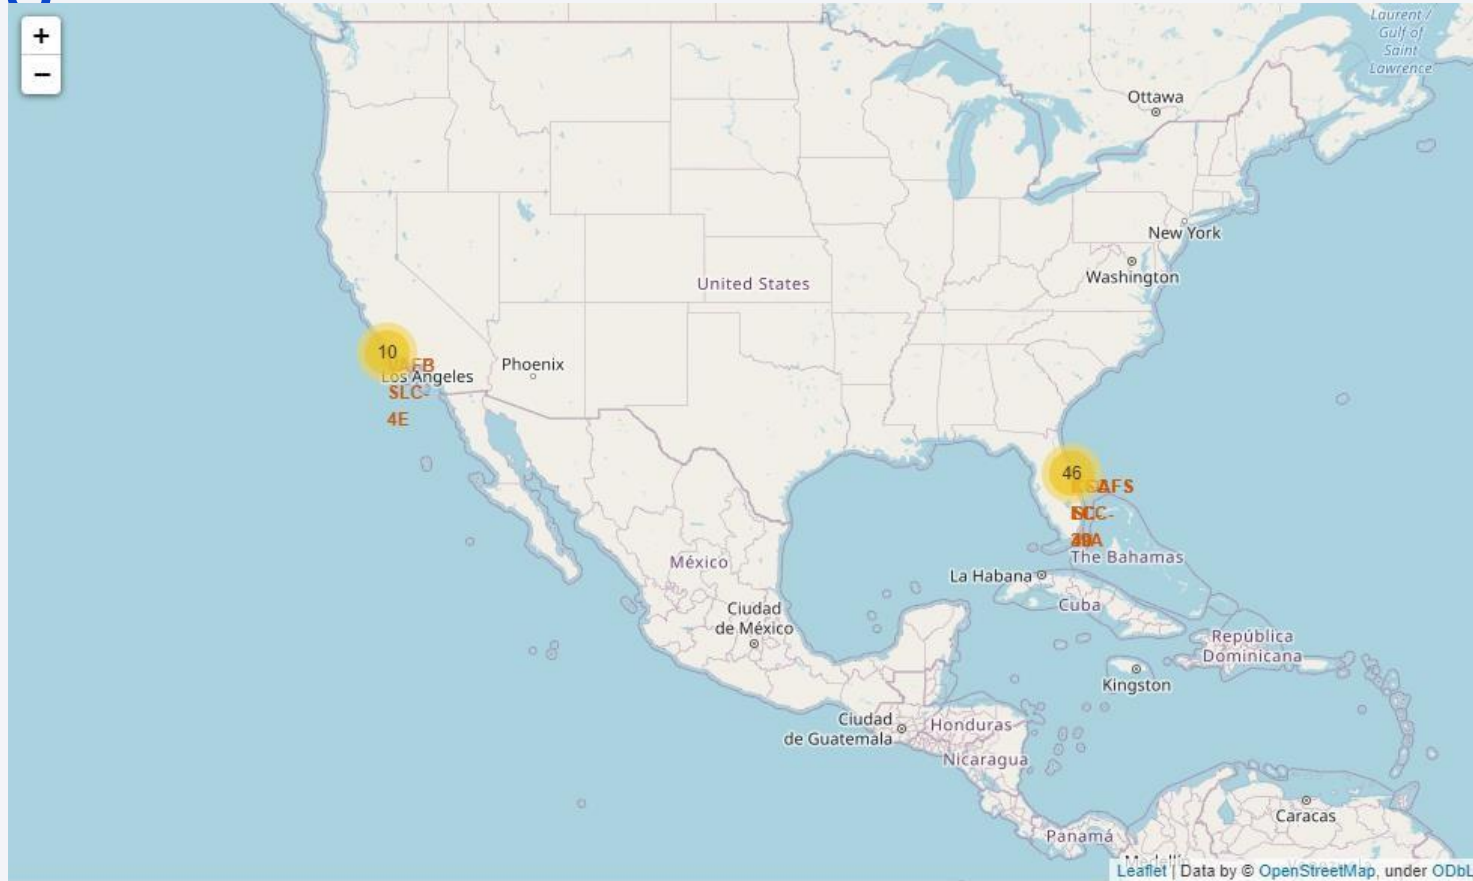 +
−
Laurent /
Gulf of
Saint
Lawrence
Ottawa
New York
Washington
United States
10
Phoenix
Los Angeles
SLC-
4E
46
The Bahamas
México
La Habana
Cuba
Ciudad
de México
República
Dominicana
Kingston
Ciudad
de Guatemala
Honduras
Nicaragua
Caracas
Panamá
Leaflet | Data by © OpenStreetMap, under ODbL